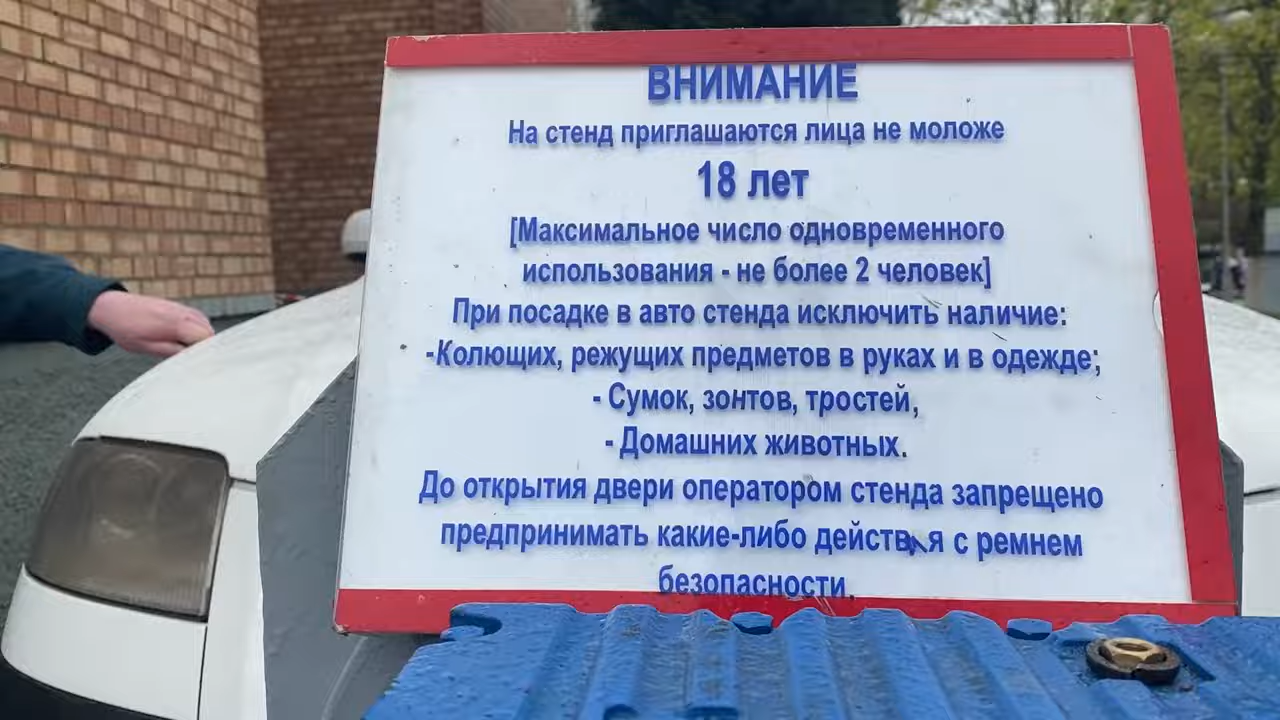 ВНИМАНИЕ
На стенд приглашаются лица не моложе
18 лет
[Максимальное число одновременного
использования - не более 2 человек]
При посадке в авто стенда исключить наличие:
-Колющих, режущих предметов в руках и в одежде;
- Сумок, зонтов, тростей,
- Домашних животных.
До открытия двери оператором стенда запрещено
предпринимать какие-либо действия с ремнем
безопасности.